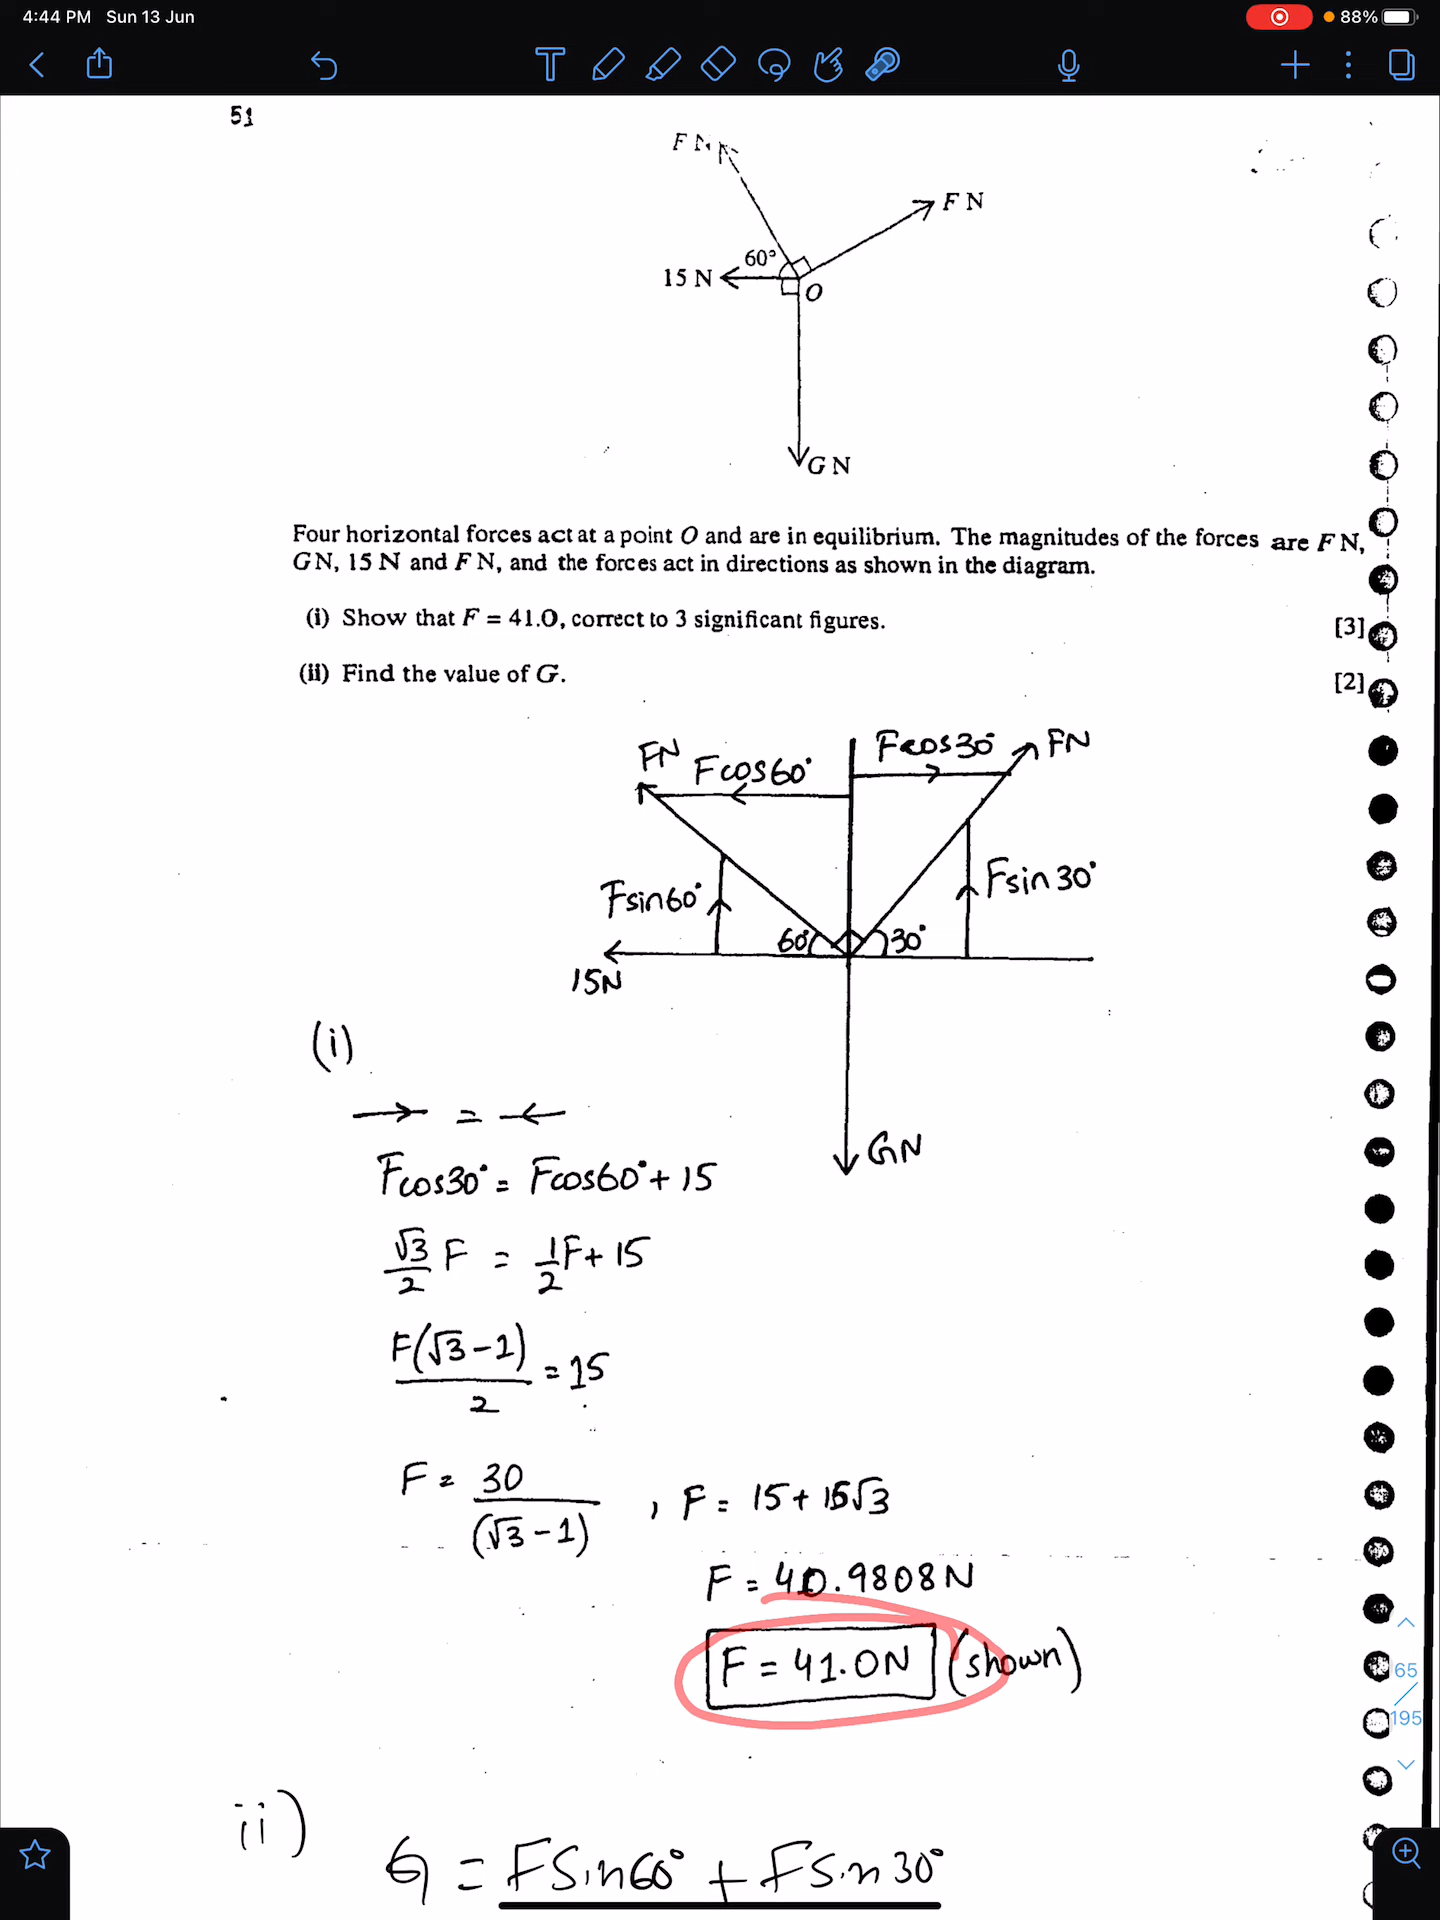 4:44 PM Sun 13 Jun
88%
51
F N
F N
60°
15 N
O
G N
Four horizontal forces act at a point O and are in equilibrium. The magnitudes of the forces are F N,
G N, 15 N and F N, and the forces act in directions as shown in the diagram.
(i) Show that F = 41.0, correct to 3 significant figures.
[3]
(ii) Find the value of G.
[2]
FN
Fcos60°
Fcos30°
FN
Fsin60°
Fsin30°
60°
30°
15N
GN
(i)
→ = ←
Fcos30° = Fcos60° + 15
√3/2 F = 1/2 F + 15
F(√3-1)/2 = 15
F = 30/(√3-1) , F = 15 + 15√3
F = 40.9808N
F = 41.0N (shown)
65
195
ii)
G = FSin60° + Fsin30°